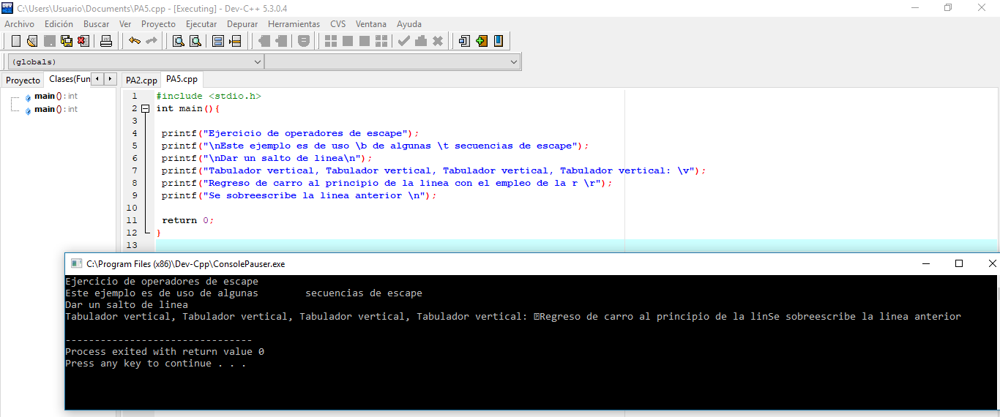 C:\Users\Usuario\Documents\PA5.cpp - [Executing] - Dev-C++ 5.3.0.4
Archivo Edición Buscar Ver Proyecto Ejecutar Depurar Herramientas CVS Ventana Ayuda
(globals)
Proyecto Clases(Fun PA2.cpp PA5.cpp
main () : int
main () : int
1 #include <stdio.h>
2 int main(){
3
4 printf("Ejercicio de operadores de escape");
5 printf("\nEste ejemplo es de uso \b de algunas \t secuencias de escape");
6 printf("\nDar un salto de linea\n");
7 printf("Tabulador vertical, Tabulador vertical, Tabulador vertical, Tabulador vertical: \v");
8 printf("Regreso de carro al principio de la linea con el empleo de la r \r");
9 printf("Se sobreescribe la linea anterior \n");
10
11 return 0;
12 }
13
C:\Program Files (x86)\Dev-Cpp\ConsolePauser.exe
Ejercicio de operadores de escape
Este ejemplo es de uso de algunas secuencias de escape
Dar un salto de linea
Tabulador vertical, Tabulador vertical, Tabulador vertical, Tabulador vertical: Regreso de carro al principio de la linSe sobreescribe la linea anterior
--------------------------------
Process exited with return value 0
Press any key to continue . . .